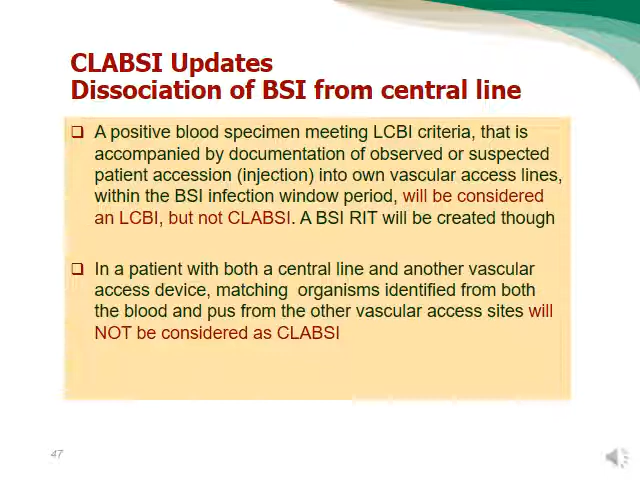 CLABSI Updates
Dissociation of BSI from central line
A positive blood specimen meeting LCBI criteria, that is
accompanied by documentation of observed or suspected
patient accession (injection) into own vascular access lines,
within the BSI infection window period, will be considered
an LCBI, but not CLABSI. A BSI RIT will be created though
In a patient with both a central line and another vascular
access device, matching organisms identified from both
the blood and pus from the other vascular access sites will
NOT be considered as CLABSI
47